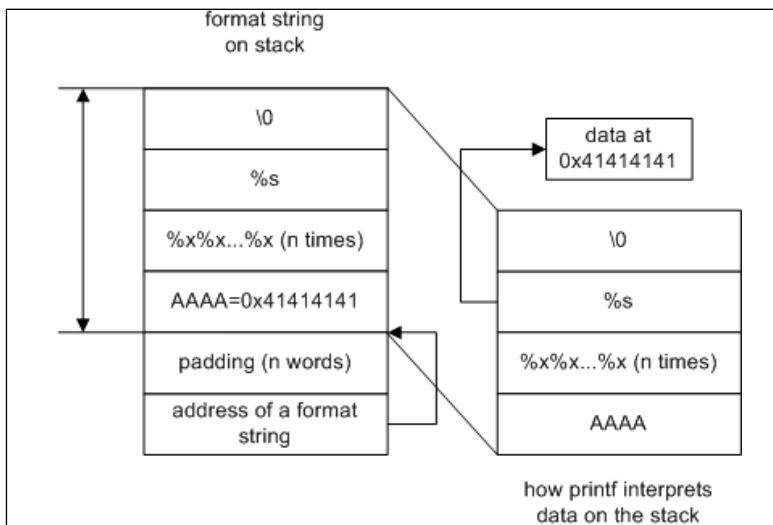 format string
on stack
\0
%s
%x%x...%x (n times)
AAAA=0x41414141
padding (n words)
address of a format
string
data at
0x41414141
\0
%s
%x%x...%x (n times)
AAAA
how printf interprets
data on the stack